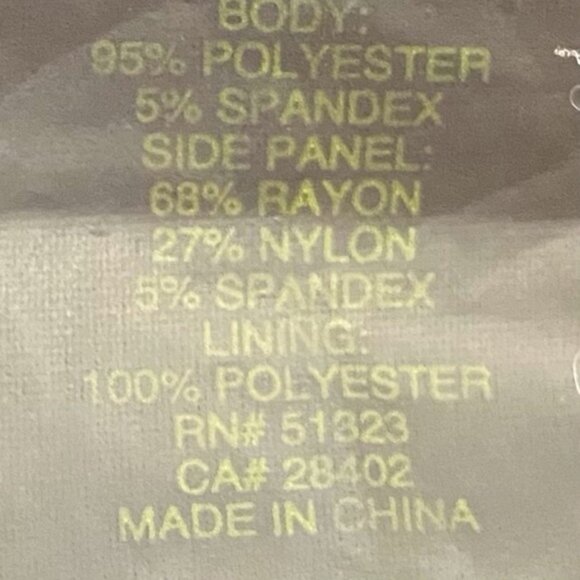 BODY:
95% POLYESTER
5% SPANDEX
SIDE PANEL:
68% RAYON
27% NYLON
5% SPANDEX
LINING:
100% POLYESTER
RN# 51323
CA# 28402
MADE IN CHINA